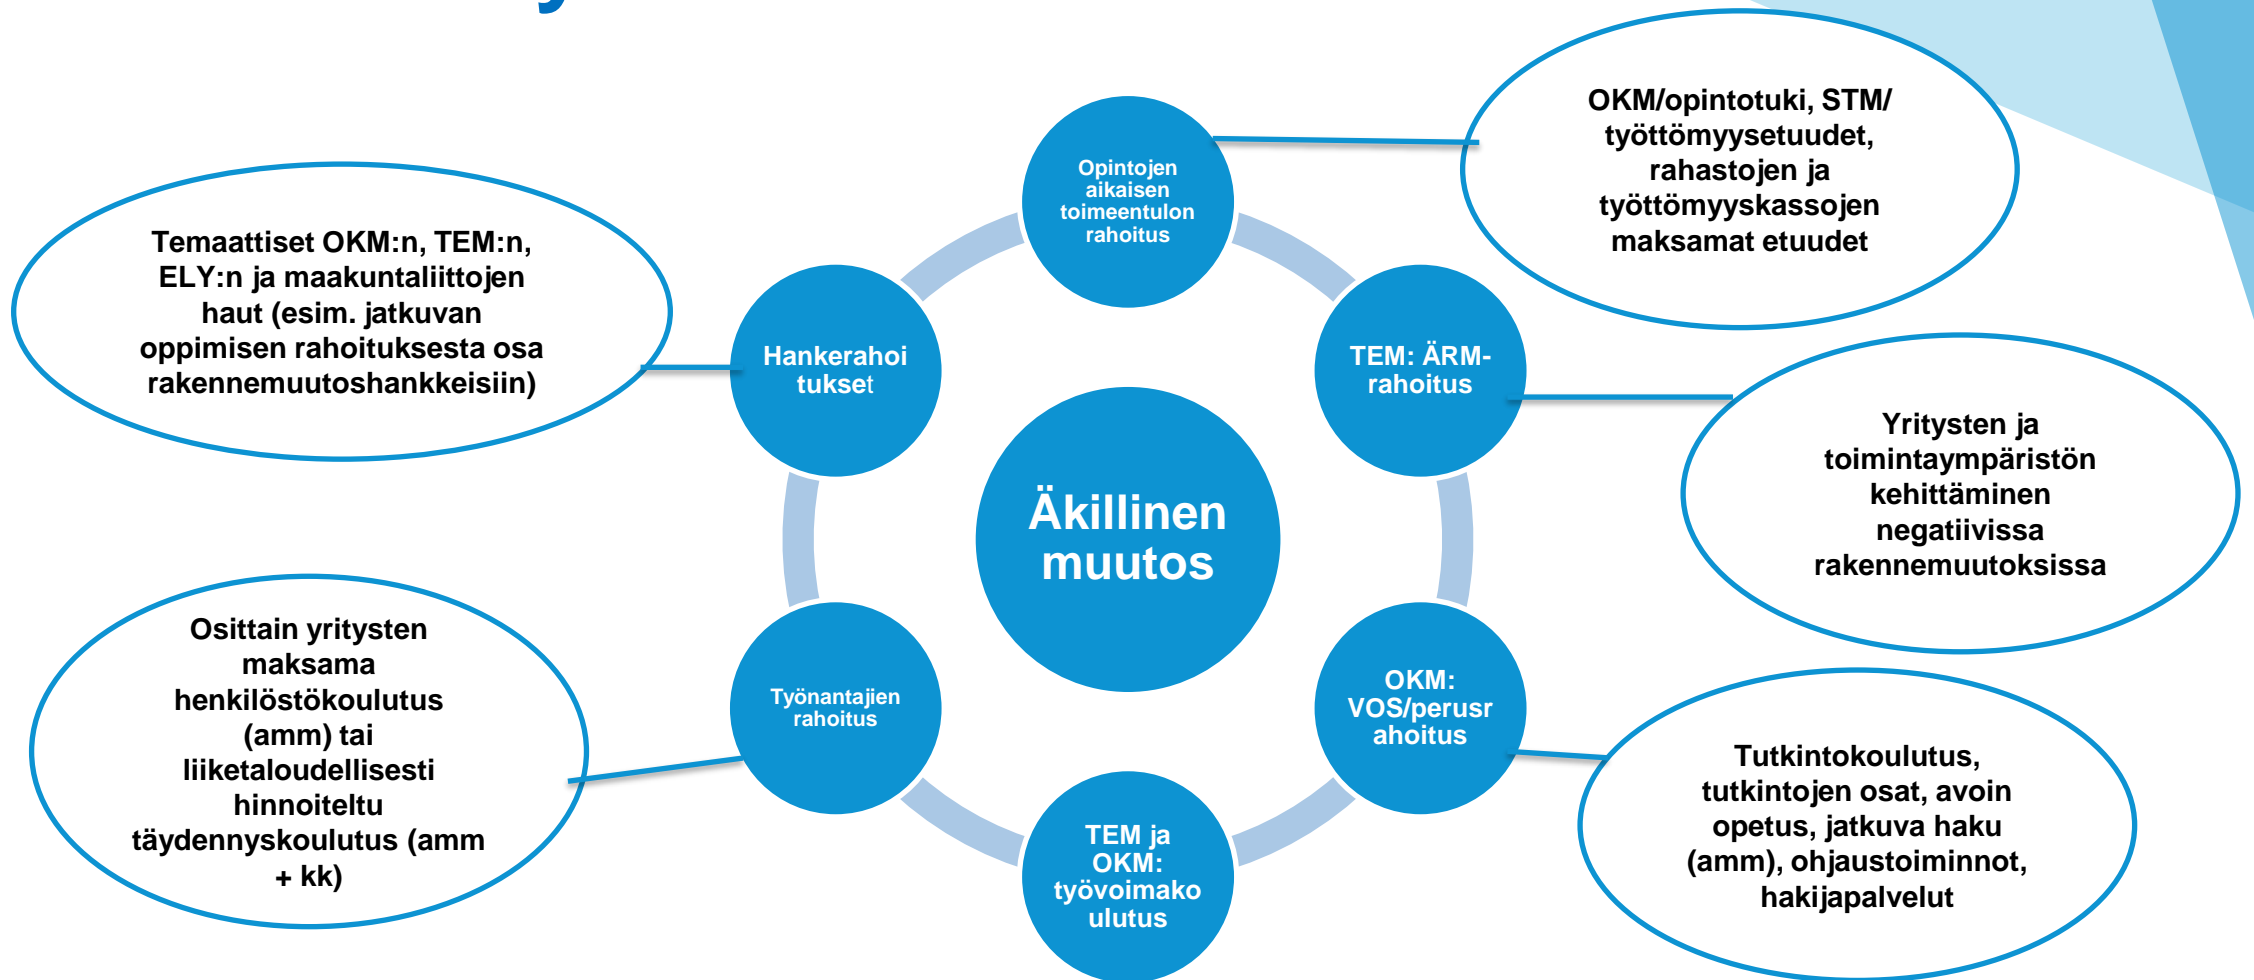 OKM/opintotuki, STM/
työttömyysetuudet,
rahastojen ja
työttömyyskassojen
maksamat etuudet
Opintojen
aikaisen
toimeentulon
rahoitus
Temaattiset OKM:n, TEM:n,
ELY:n ja maakuntaliittojen
haut (esim. jatkuvan
oppimisen rahoituksesta osa
rakennemuutoshankkeisiin)
Hankerahoi
tukset
TEM: ÄRM-
rahoitus
Yritysten ja
toimintaympäristön
kehittäminen
negatiivissa
rakennemuutoksissa
Äkillinen
muutos
Osittain yritysten
maksama
henkilöstökoulutus
(amm) tai
liiketaloudellisesti
hinnoiteltu
täydennyskoulutus (amm
+ kk)
Työnantajien
rahoitus
OKM:
VOS/perusr
ahoitus
Tutkintokoulutus,
tutkintojen osat, avoin
opetus, jatkuva haku
(amm), ohjaustoiminnot,
hakijapalvelut
TEM ja
OKM:
työvoimako
ulutus